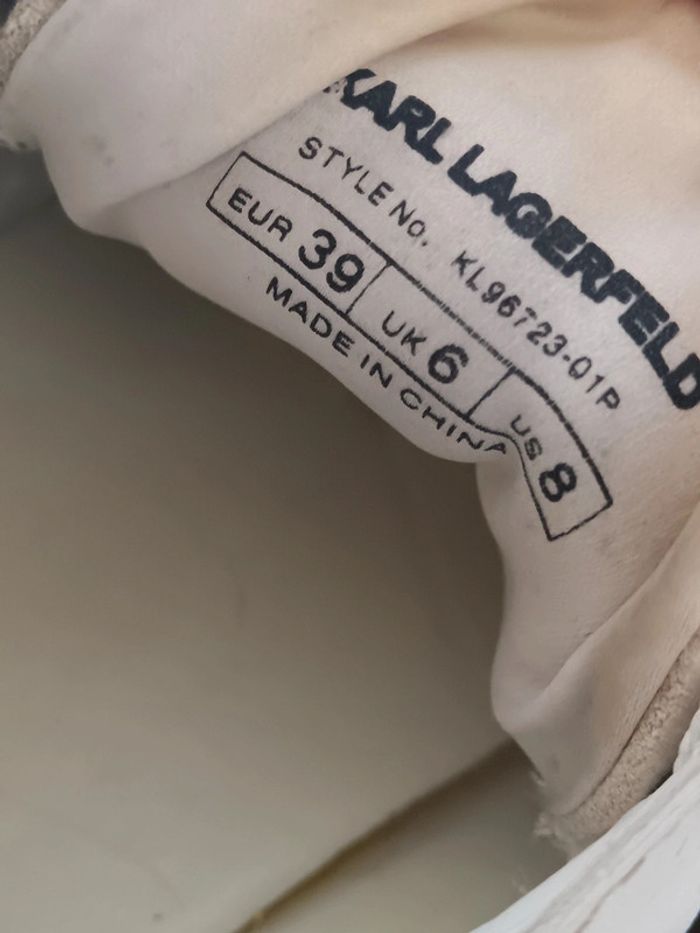 KARL LAGERFELD
STYLE No. KL96723-01P
EUR 39 UK 6 US 8
MADE IN CHINA